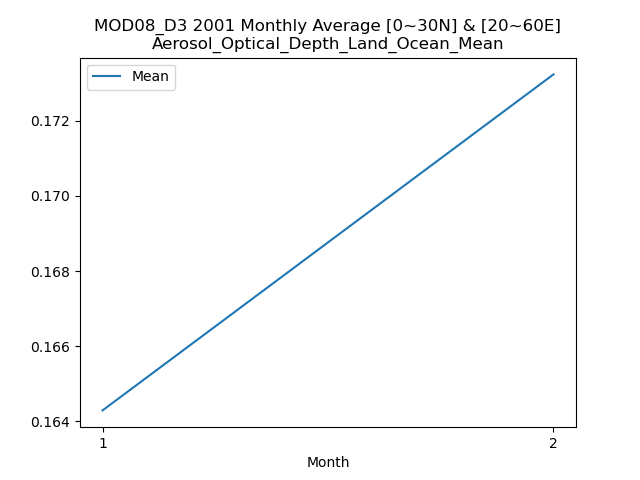 MOD08_D3 2001 Monthly Average [0~30N] & [20~60E]
Aerosol_Optical_Depth_Land_Ocean_Mean
Mean
0.172
0.170
0.168
0.166
0.164
1
2
Month